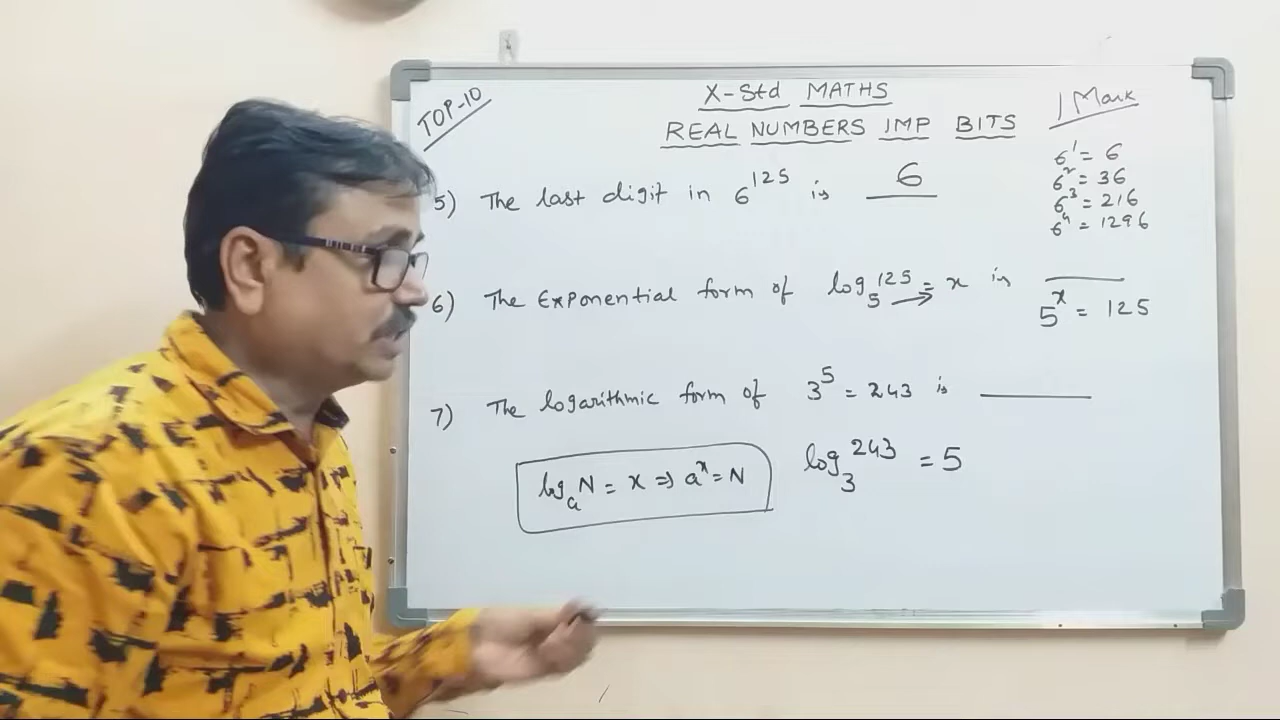 TOP-10
X-Std MATHS
1 Mark
REAL NUMBERS IMP BITS
6¹ = 6
6² = 36
6³ = 216
6⁴ = 1296
5) The last digit in 6¹²⁵ is 6
6) The Exponential form of log₅125 = x is ____
5ˣ = 125
7) The logarithmic form of 3⁵ = 243 is ____
log₃243 = 5
logₐN = x ⇒ aˣ = N